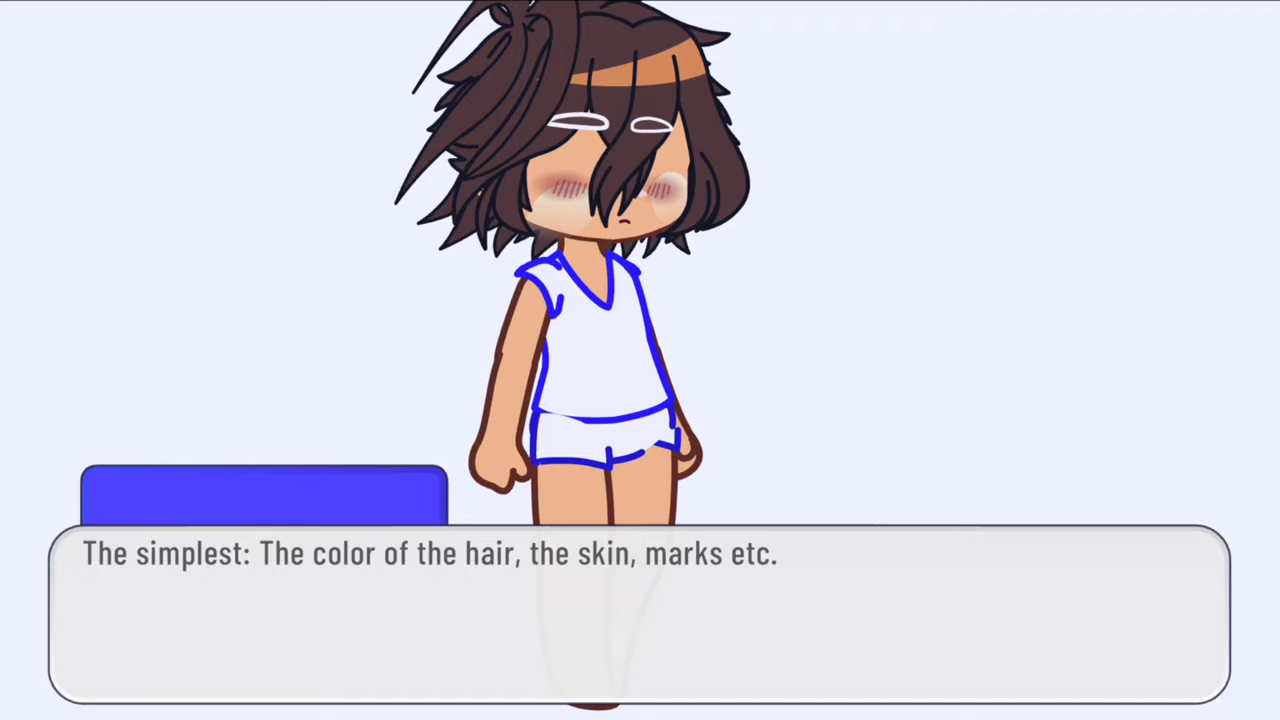 The simplest: The color of the hair, the skin, marks etc.